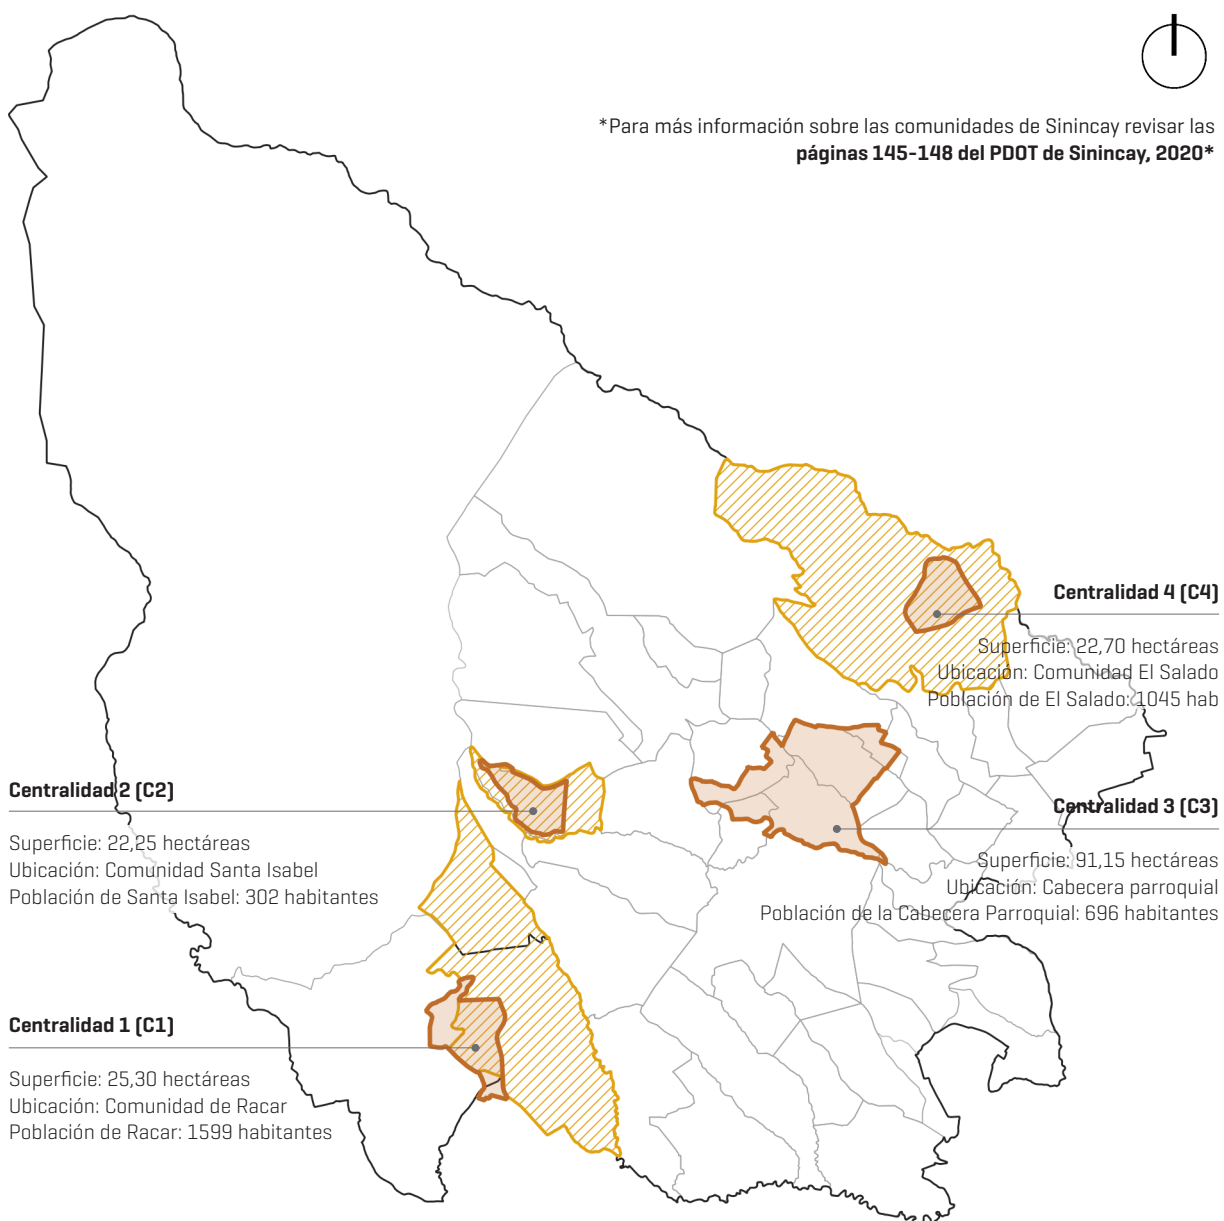 *Para más información sobre las comunidades de Sinincay revisar las
páginas 145-148 del PDOT de Sinincay, 2020*
Centralidad 4 (C4)
Superficie: 22,70 hectáreas
Ubicación: Comunidad El Salado
Población de El Salado: 1045 hab
Centralidad 2 (C2)
Superficie: 22,25 hectáreas
Ubicación: Comunidad Santa Isabel
Población de Santa Isabel: 302 habitantes
Centralidad 3 (C3)
Superficie: 91,15 hectáreas
Ubicación: Cabecera parroquial
Población de la Cabecera Parroquial: 696 habitantes
Centralidad 1 (C1)
Superficie: 25,30 hectáreas
Ubicación: Comunidad de Racar
Población de Racar: 1599 habitantes